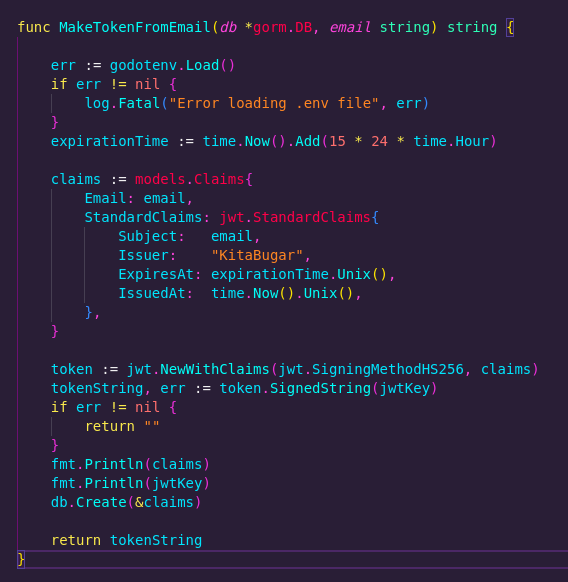 func MakeTokenFromEmail(db *gorm.DB, email string) string {
err := godotenv.Load()
if err != nil {
log.Fatal("Error loading .env file", err)
}
expirationTime := time.Now().Add(15 * 24 * time.Hour)
claims := models.Claims{
Email: email,
StandardClaims: jwt.StandardClaims{
Subject:   email,
Issuer:    "KitaBugar",
ExpiresAt: expirationTime.Unix(),
IssuedAt:  time.Now().Unix(),
},
}
token := jwt.NewWithClaims(jwt.SigningMethodHS256, claims)
tokenString, err := token.SignedString(jwtKey)
if err != nil {
return ""
}
fmt.Println(claims)
fmt.Println(jwtKey)
db.Create(&claims)
return tokenString
}